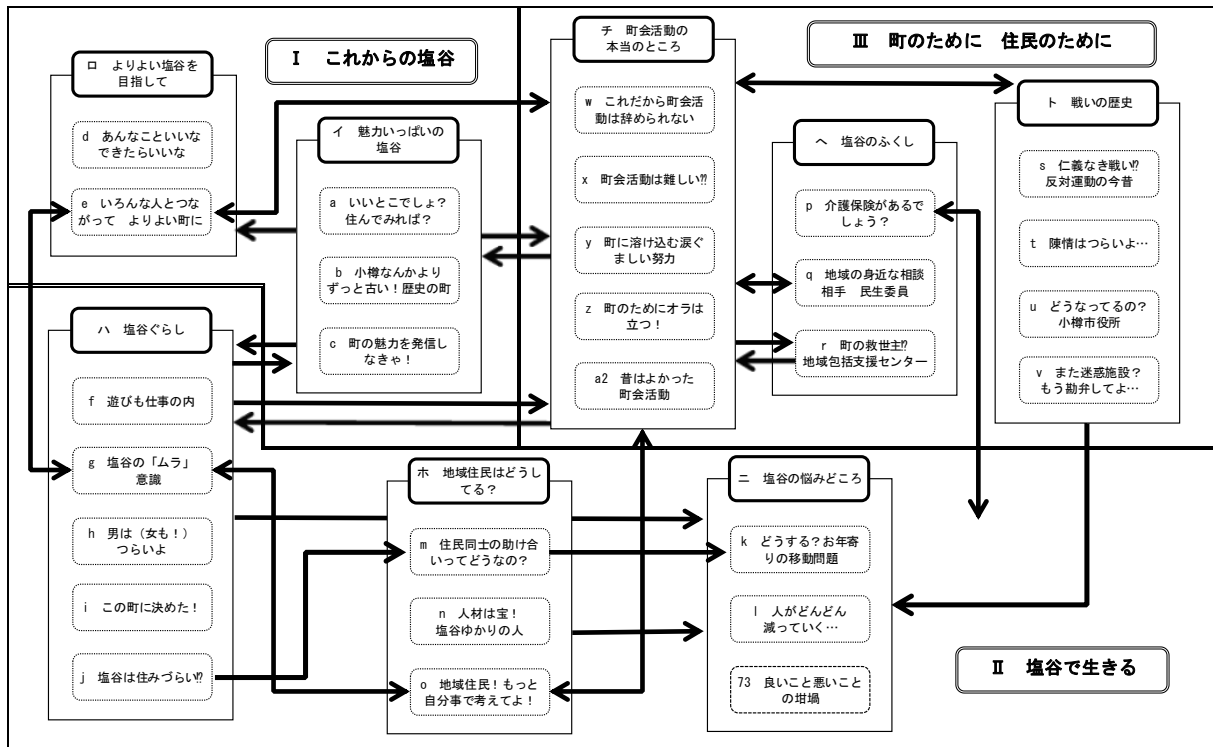 Ⅰ　これからの塩谷
ロ　よりよい塩谷を
目指して
d　あんなこといいな
できたらいいな
e　いろんな人とつな
がって　よりよい町に
イ　魅力いっぱいの
塩谷
a　いいとこでしょ？
住んでみれば？
b　小樽なんかより
ずっと古い！歴史の町
c　町の魅力を発信し
なきゃ！
Ⅲ　町のために　住民のために
チ　町会活動の
本当のところ
w　これだから町会活
動は辞められない
x　町会活動は難しい⁇
y　町に溶け込む涙ぐ
ましい努力
z　町のためにオラは
立つ！
a2　昔はよかった
町会活動
ヘ　塩谷のふくし
p　介護保険があるで
しょう？
q　地域の身近な相談
相手　民生委員
r　町の救世主⁉
地域包括支援センター
ト　戦いの歴史
s　仁義なき戦い⁉
反対運動の今昔
t　陳情はつらいよ…
u　どうなってるの？
小樽市役所
v　また迷惑施設？
もう勘弁してよ…
ハ　塩谷ぐらし
f　遊びも仕事の内
g　塩谷の「ムラ」
意識
h　男は（女も！）
つらいよ
i　この町に決めた！
j　塩谷は住みづらい⁉
ホ　地域住民はどうし
てる？
m　住民同士の助け合
いってどうなの？
n　人材は宝！
塩谷ゆかりの人
o　地域住民！もっと
自分事で考えてよ！
ニ　塩谷の悩みどころ
k　どうする？お年寄
りの移動問題
l　人がどんどん
減っていく…
73　良いこと悪いこと
の坩堝
Ⅱ　塩谷で生きる